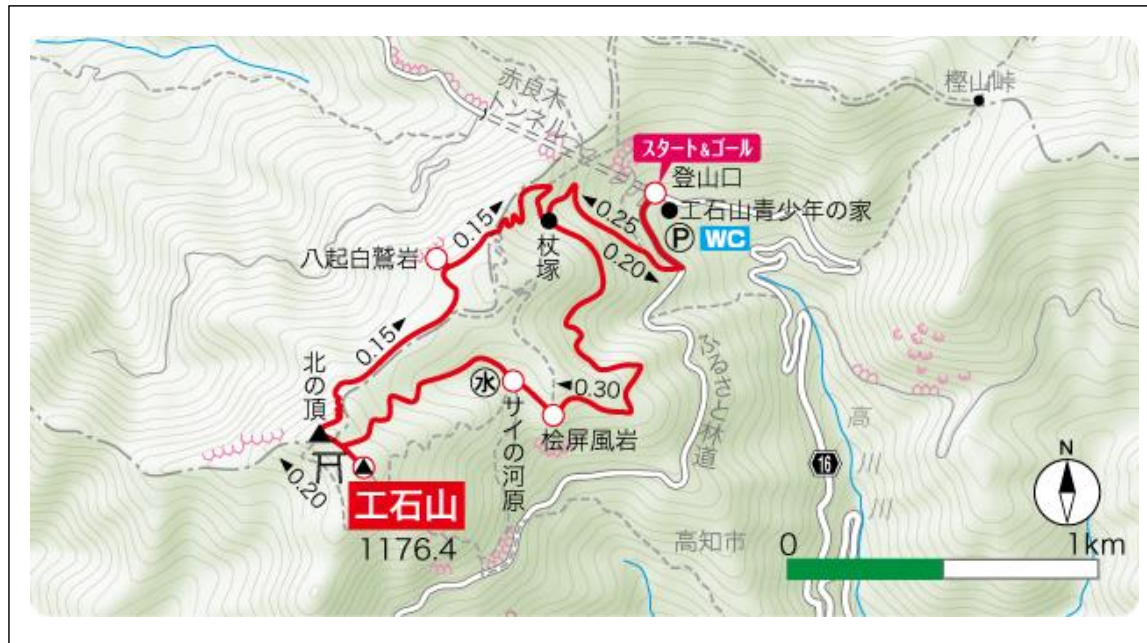 赤良木
トンネル
樫山峠
スタート&ゴール
登山口
工石山青少年の家
P WC
0.25
0.20
杖塚
0.15
八起白鷲岩
0.15
北の頂
水
サイの河原
0.30
桧屏風岩
ふるさと林道
高川川
16
0.20
工石山
1176.4
高知市
N
0 1km